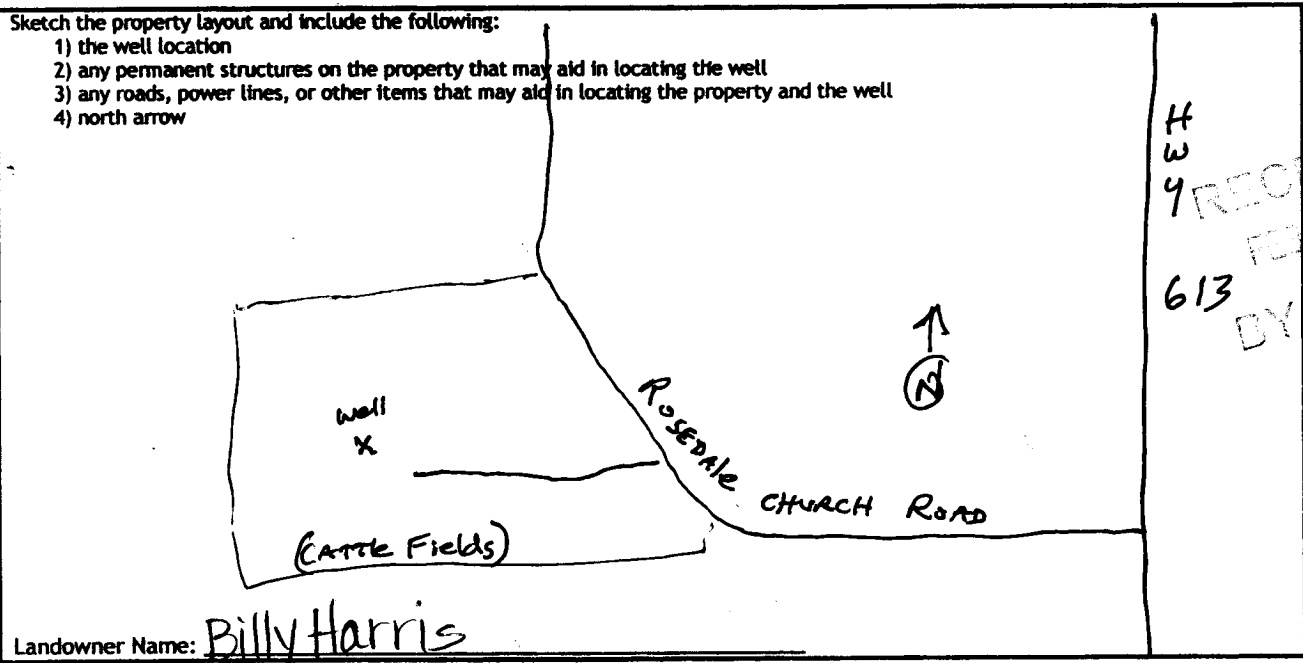 Sketch the property layout and include the following:
1) the well location
2) any permanent structures on the property that may aid in locating the well
3) any roads, power lines, or other items that may aid in locating the property and the well
4) north arrow
HWY
613
REC
BY
N
well
X
ROSEDAle CHURCH ROAD
(CATTle Fields)
Landowner Name: Billy Harris